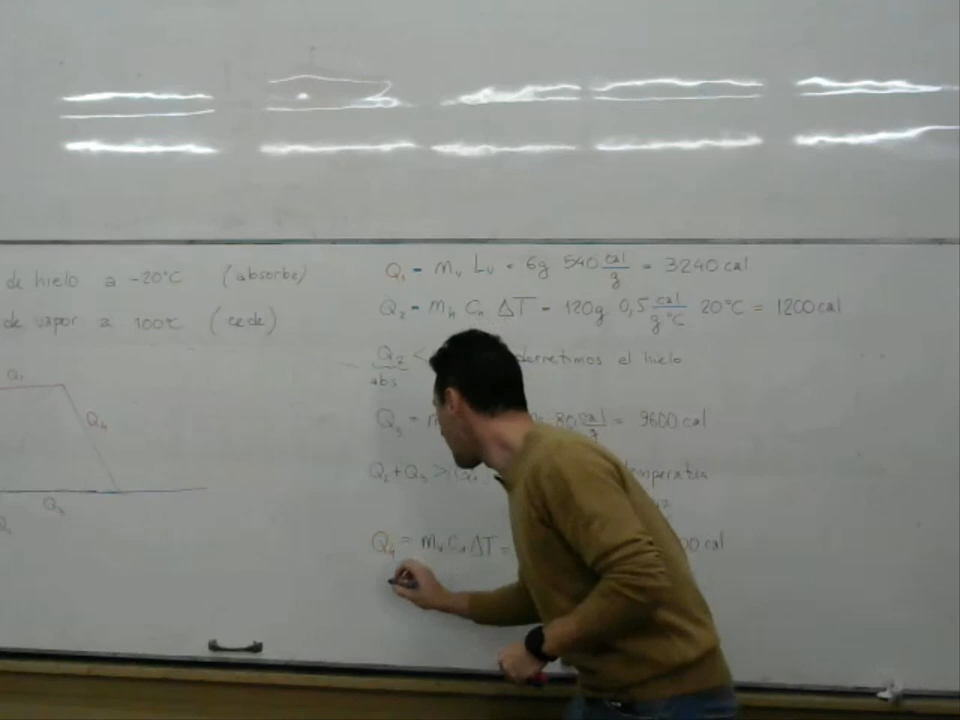 de hielo a -20°C (absorbe)
de vapor a 100°C (cede)
Q₁
Q₄
Q₃
Q₁ = mᵥ Lᵥ = 6g 540 cal/g = 3240 cal
Q₂ = mₕ Cₕ ΔT = 120g 0,5 cal/g°C 20°C = 1200 cal
Q₂ < derretimos el hielo
abs
Q₃ = 80 cal/g = 9600 cal
Q₂ + Q₃ > Q₁
Q₄ = mᵥ Cₐ ΔT = 00 cal